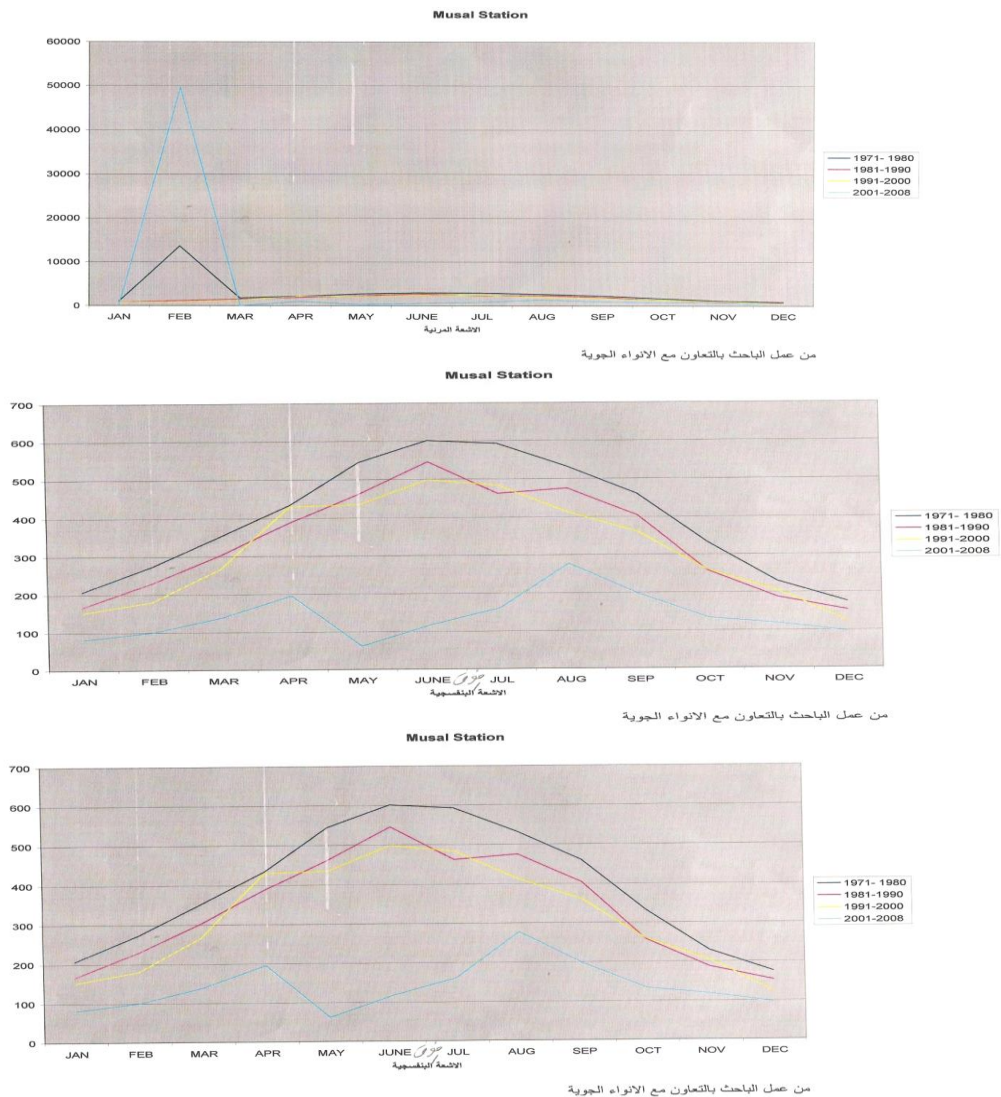 Musal Station
60000
50000
40000
30000
20000
10000
0
JAN FEB MAR APR MAY JUNE JUL AUG SEP OCT NOV DEC
الاشعة المرئية
1971- 1980
1981-1990
1991-2000
2001-2008
من عمل الباحث بالتعاون مع الانواء الجوية
Musal Station
700
600
500
400
300
200
100
0
JAN FEB MAR APR MAY JUNE فوق JUL AUG SEP OCT NOV DEC
الاشعة البنفسجية
1971- 1980
1981-1990
1991-2000
2001-2008
من عمل الباحث بالتعاون مع الانواء الجوية
Musal Station
700
600
500
400
300
200
100
0
JAN FEB MAR APR MAY JUNE فوق JUL AUG SEP OCT NOV DEC
الاشعة البنفسجية
1971- 1980
1981-1990
1991-2000
2001-2008
من عمل الباحث بالتعاون مع الانواء الجوية